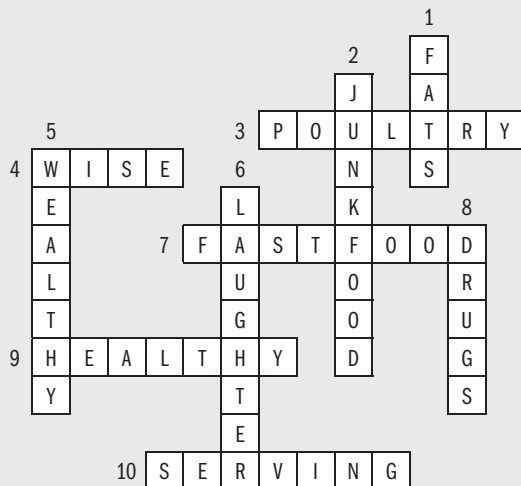 1
2 F
J A
5 3 P O U L T R Y
4 W I S E 6 N S
E L K 8
A 7 F A S T F O O D
L U O R
T G O U
9 H E A L T H Y D G
Y T S
E
10 S E R V I N G